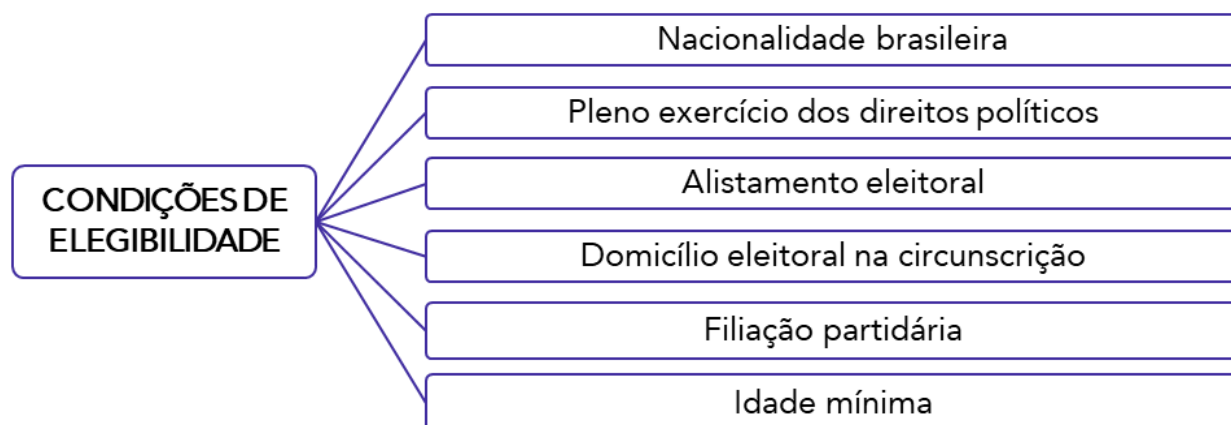 CONDIÇÕES DE
ELEGIBILIDADE
Nacionalidade brasileira
Pleno exercício dos direitos políticos
Alistamento eleitoral
Domicílio eleitoral na circunscrição
Filiação partidária
Idade mínima